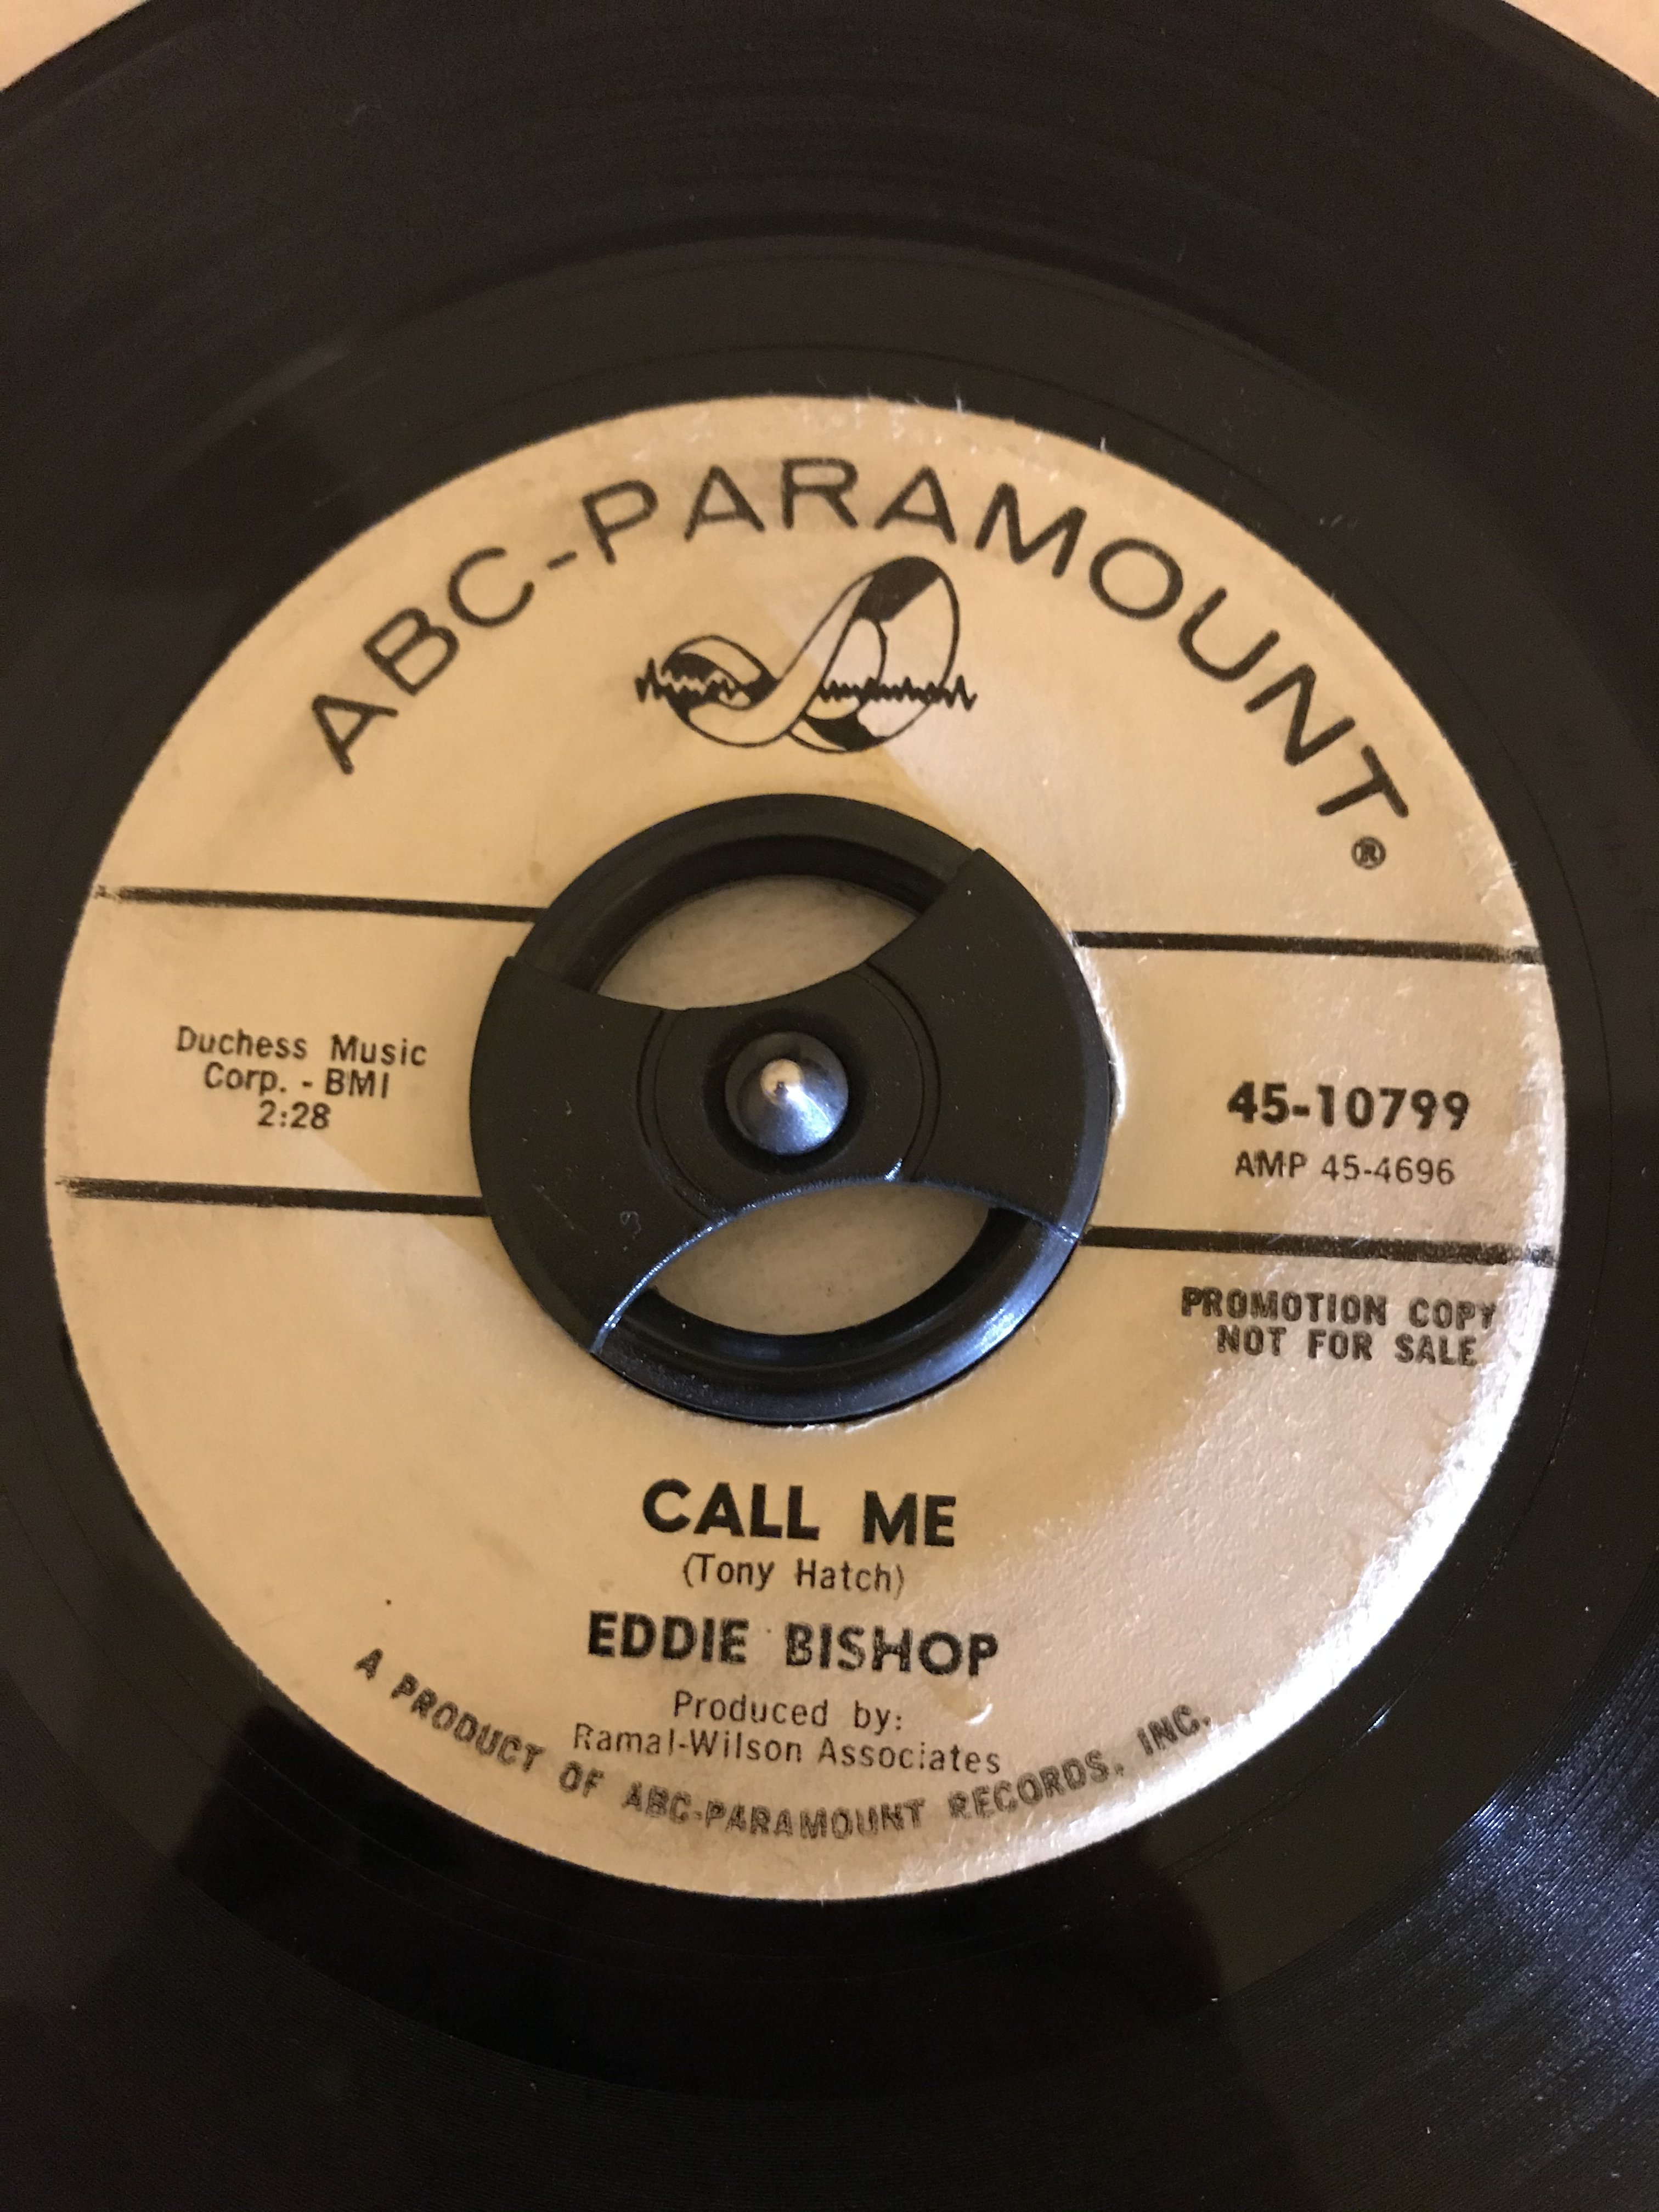 ABC-PARAMOUNT
®
Duchess Music
Corp. - BMI
2:28
45-10799
AMP 45-4696
PROMOTION COPY
NOT FOR SALE
CALL ME
(Tony Hatch)
EDDIE BISHOP
Produced by:
Ramal-Wilson Associates
A PRODUCT OF ABC-PARAMOUNT RECORDS, INC.